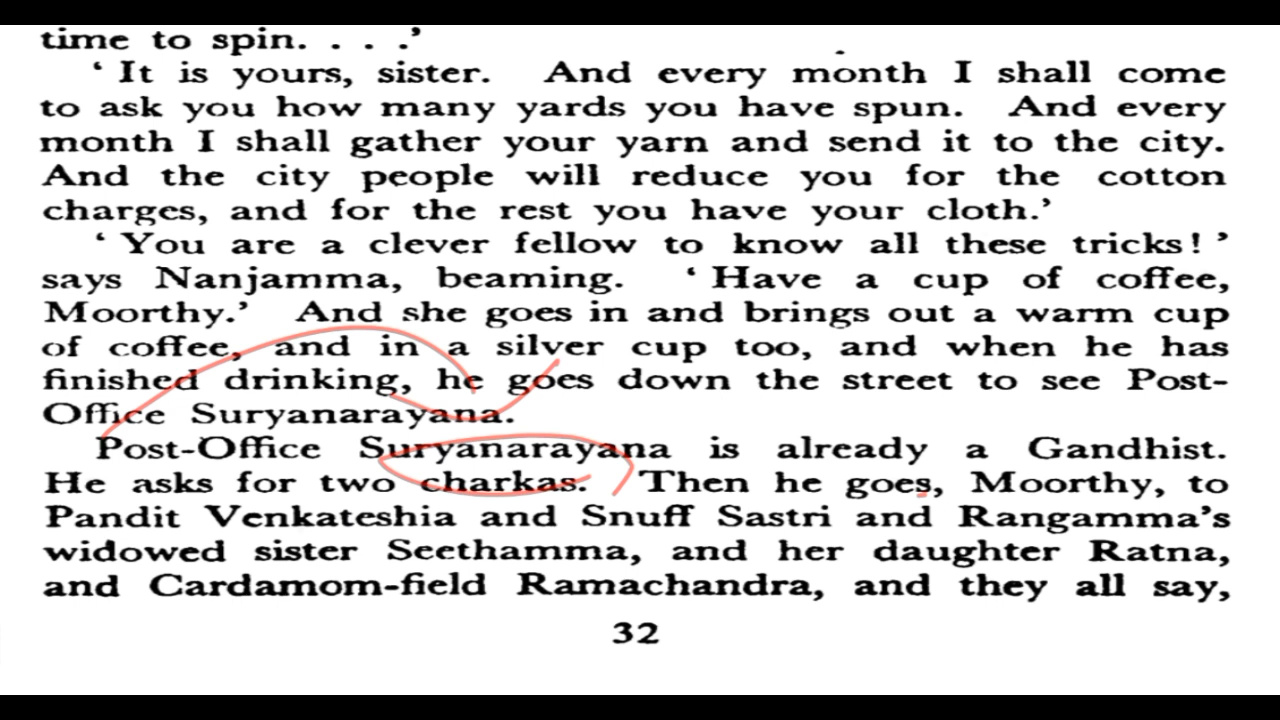 time to spin. . . .’
‘ It is yours, sister. And every month I shall come
to ask you how many yards you have spun. And every
month I shall gather your yarn and send it to the city.
And the city people will reduce you for the cotton
charges, and for the rest you have your cloth.’
‘ You are a clever fellow to know all these tricks! ’
says Nanjamma, beaming. ‘ Have a cup of coffee,
Moorthy.’ And she goes in and brings out a warm cup
of coffee, and in a silver cup too, and when he has
finished drinking, he goes down the street to see Post-
Office Suryanarayana.
Post-Office Suryanarayana is already a Gandhist.
He asks for two charkas. Then he goes, Moorthy, to
Pandit Venkateshia and Snuff Sastri and Rangamma’s
widowed sister Seethamma, and her daughter Ratna,
and Cardamom-field Ramachandra, and they all say,
32